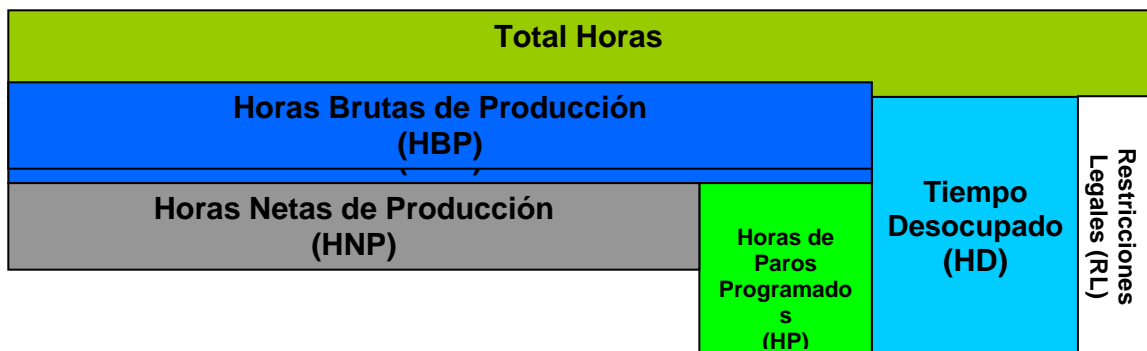 Total Horas
Horas Brutas de Producción
(HBP)
Horas Netas de Producción
(HNP)
Horas de
Paros
Programado
s
(HP)
Tiempo
Desocupado
(HD)
Restricciones
Legales (RL)